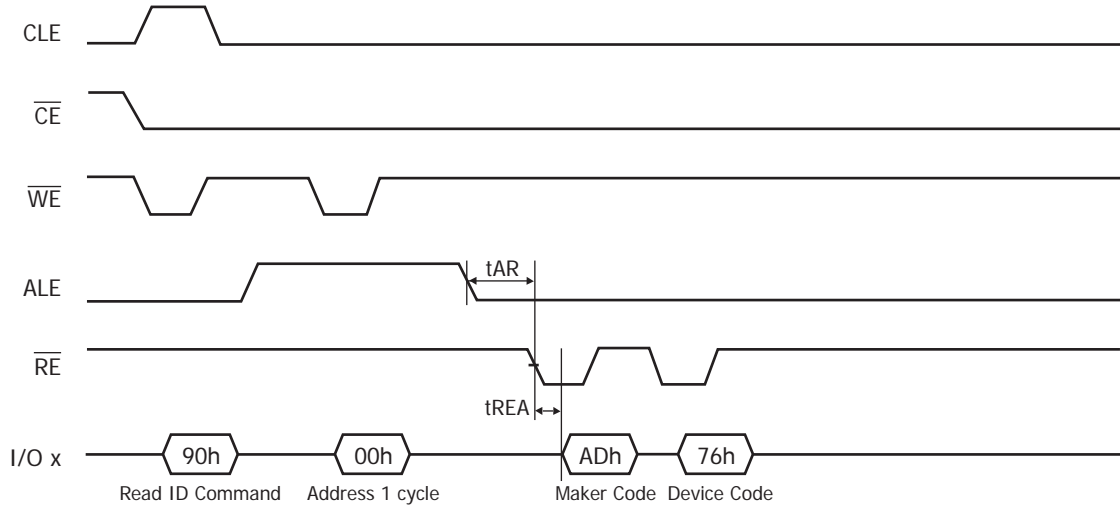 CLE
CE
WE
ALE
tAR
RE
tREA
I/O x
90h
00h
ADh
76h
Read ID Command
Address 1 cycle
Maker Code
Device Code